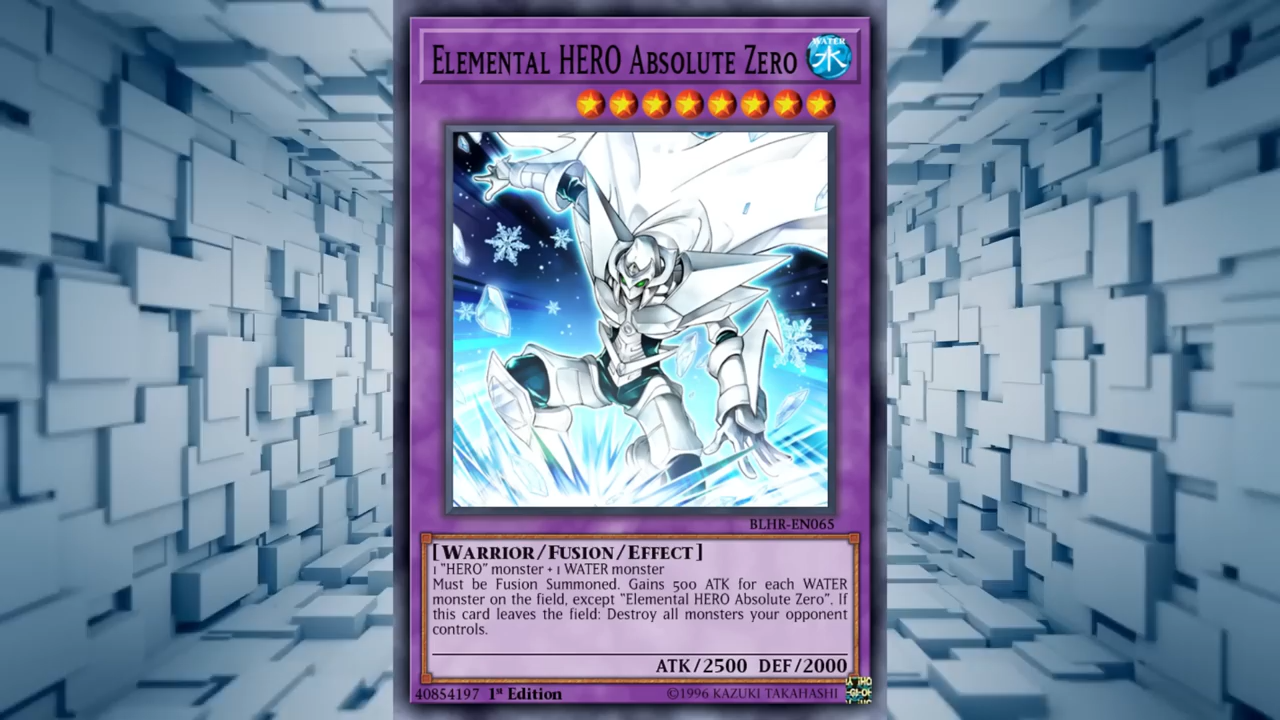 Elemental HERO Absolute Zero
WATER
水
BLHR-EN065
[Warrior/Fusion/Effect]
1 "HERO" monster + 1 WATER monster
Must be Fusion Summoned. Gains 500 ATK for each WATER
monster on the field, except "Elemental HERO Absolute Zero". If
this card leaves the field: Destroy all monsters your opponent
controls.
ATK/2500 DEF/2000
40854197 1st Edition
©1996 KAZUKI TAKAHASHI